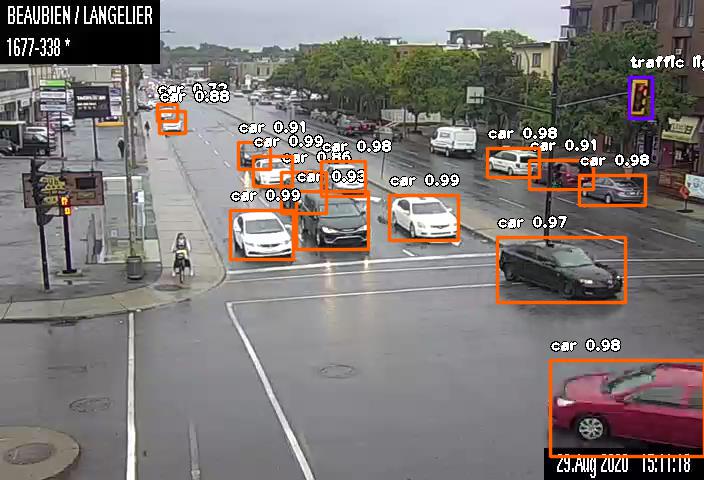 BEAUBIEN / LANGELIER
1677-338 *
car 0.88
car 0.91
car 0.99
car 0.98
car 0.86
car 0.93
car 0.99
car 0.99
car 0.98
car 0.91
car 0.98
traffic lig
car 0.97
car 0.98
29.Aug 2020 15:11:18